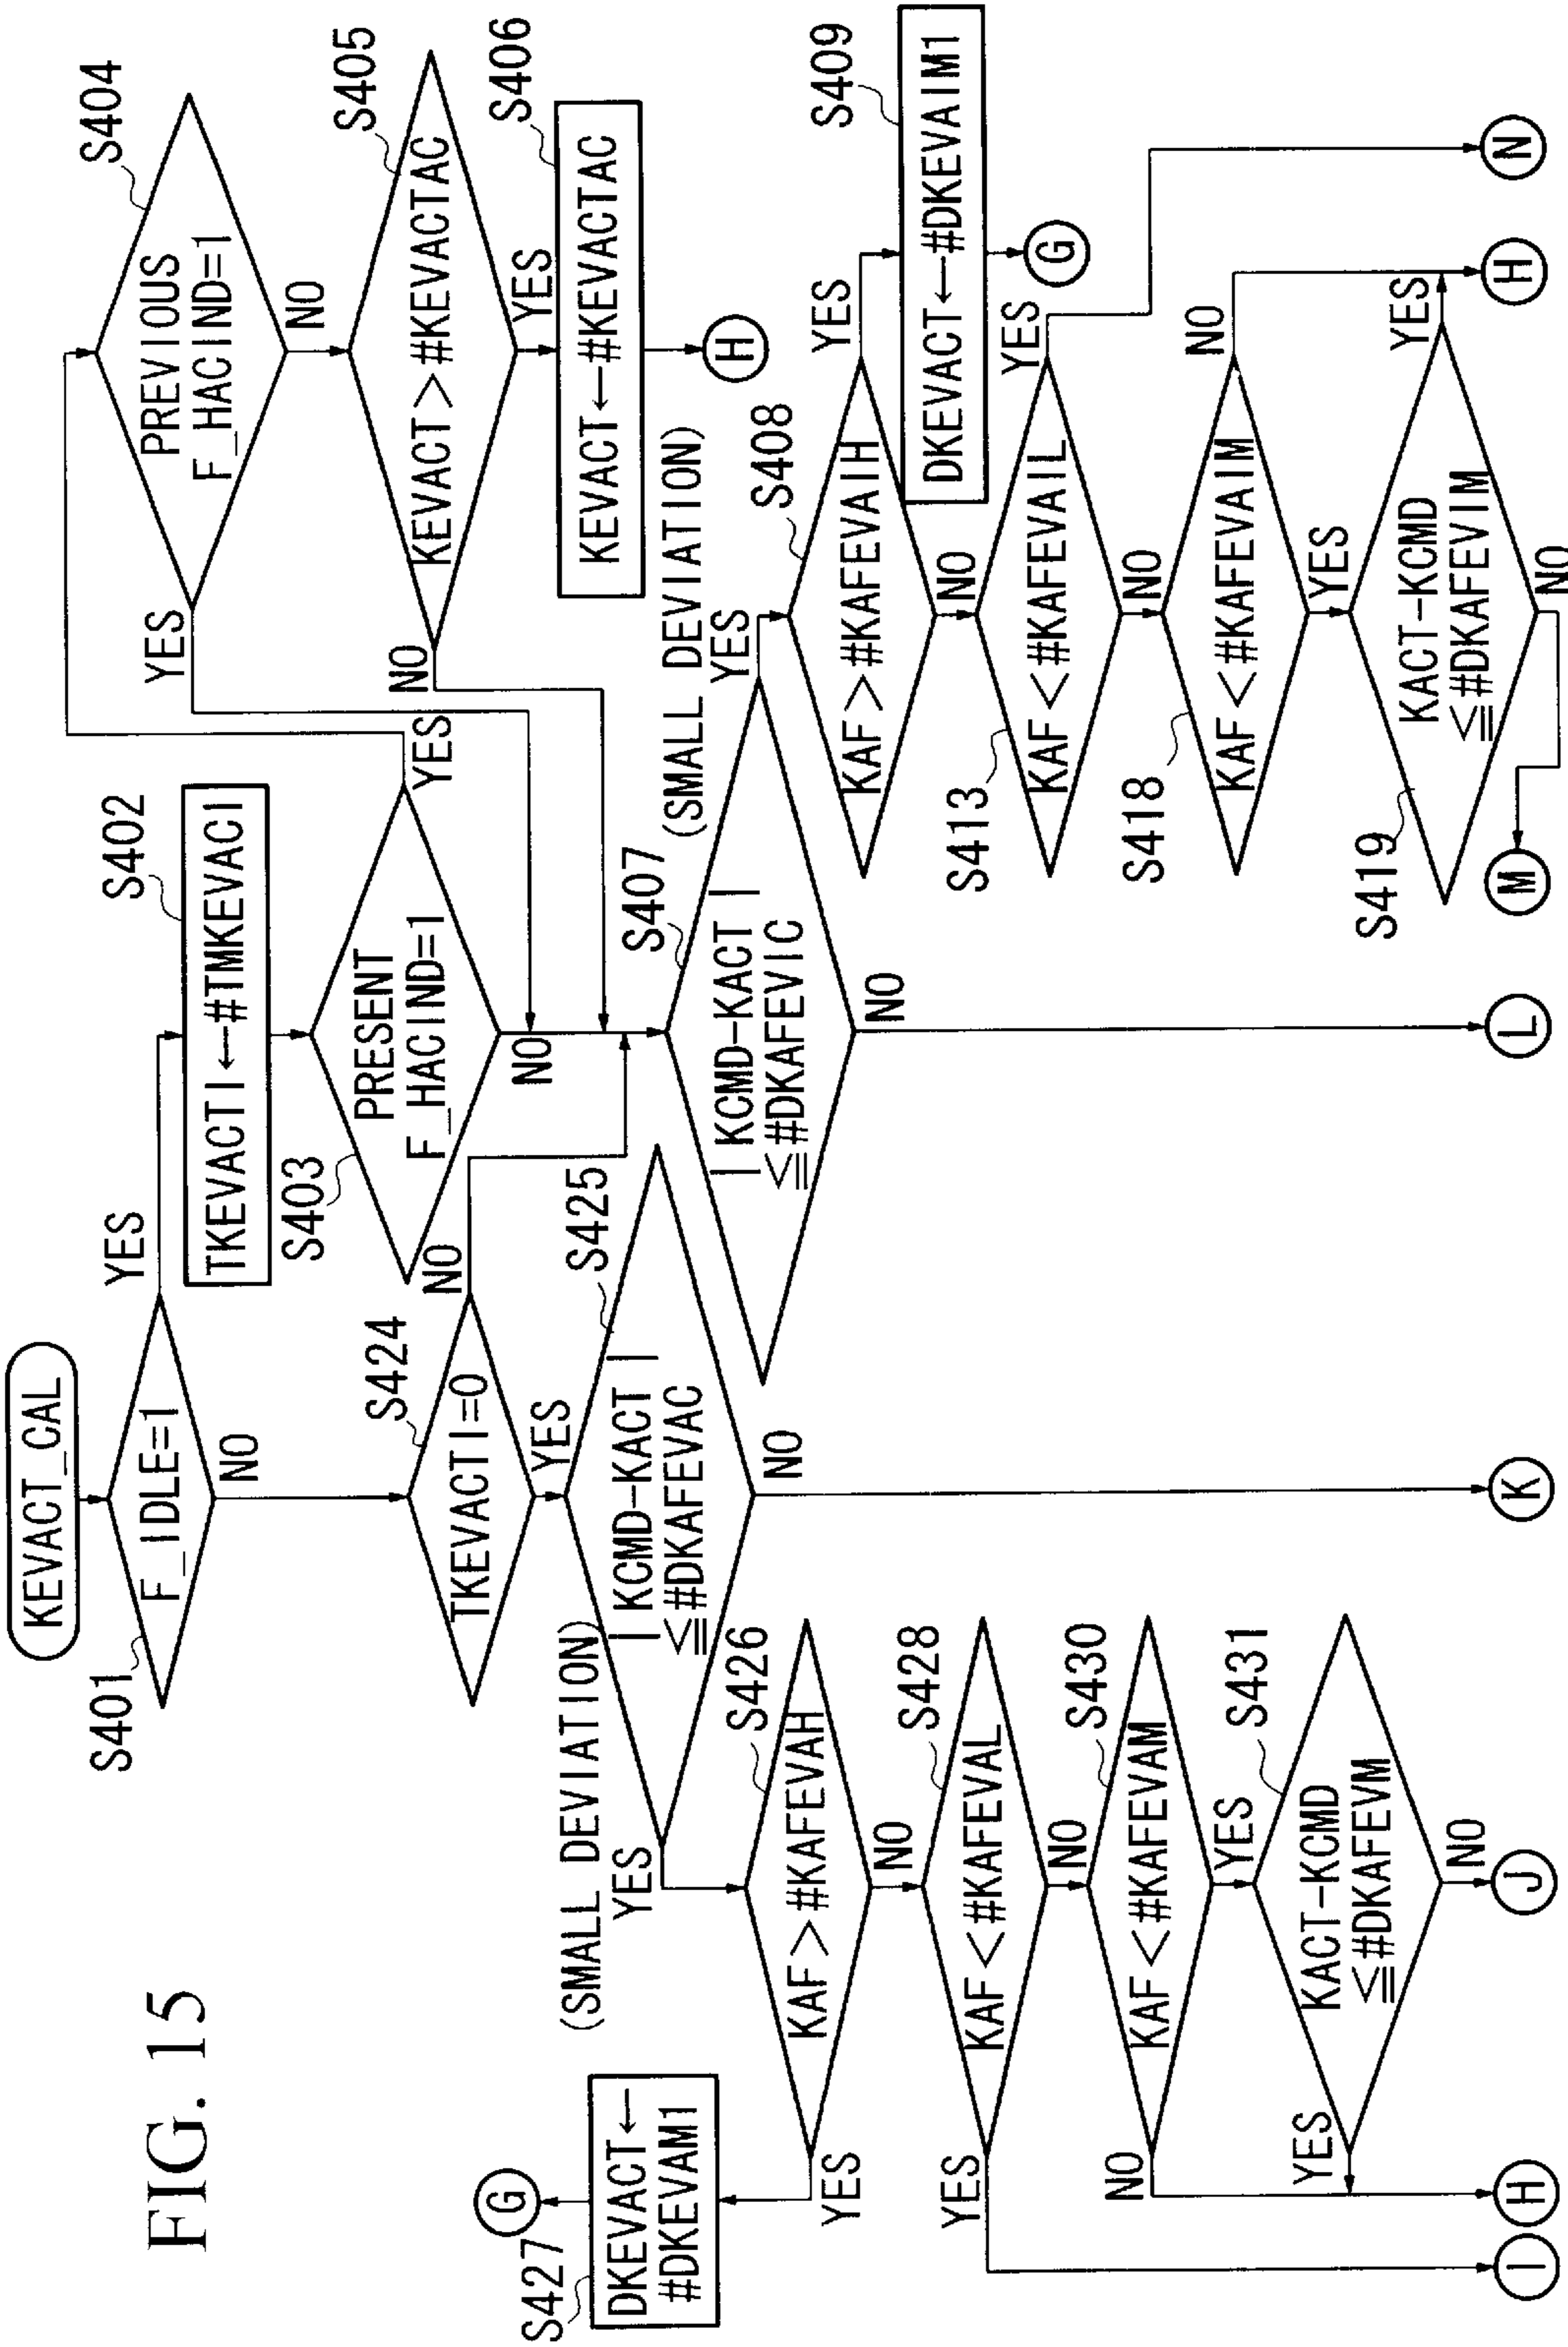 FIG. 15
KEVACT_CAL
S401
F_IDLE=1
YES
NO
S402
TKEVACTI←#TMKEVACI
S403
PRESENT
F_HACIND=1
YES
NO
S404
PREVIOUS
F_HACIND=1
YES
NO
S405
KEVACT>#KEVACTAC
NO
YES
S406
KEVACT←#KEVACTAC
H
S424
TKEVACTI=0
NO
YES
S425
|KCMD-KACT|
≦#DKAFEVAC
(SMALL DEVIATION)
YES
NO
K
S407
|KCMD-KACT|
≦#DKAFEVIC
(SMALL DEVIATION)
YES
NO
L
S426
KAF>#KAFEVAH
YES
NO
S427
DKEVACT←
#DKEVAM1
G
S428
KAF<#KAFEVAL
YES
NO
I
S430
KAF<#KAFEVAM
NO
YES
S431
KACT-KCMD
≦#DKAFEVM
YES
NO
H
J
S408
KAF>#KAFEVAIH
YES
NO
S409
DKEVACT←#DKEVAIM1
G
S413
KAF<#KAFEVAIL
YES
NO
N
S418
KAF<#KAFEVAIM
NO
YES
S419
KACT-KCMD
≦#DKAFEVIM
YES
NO
H
M